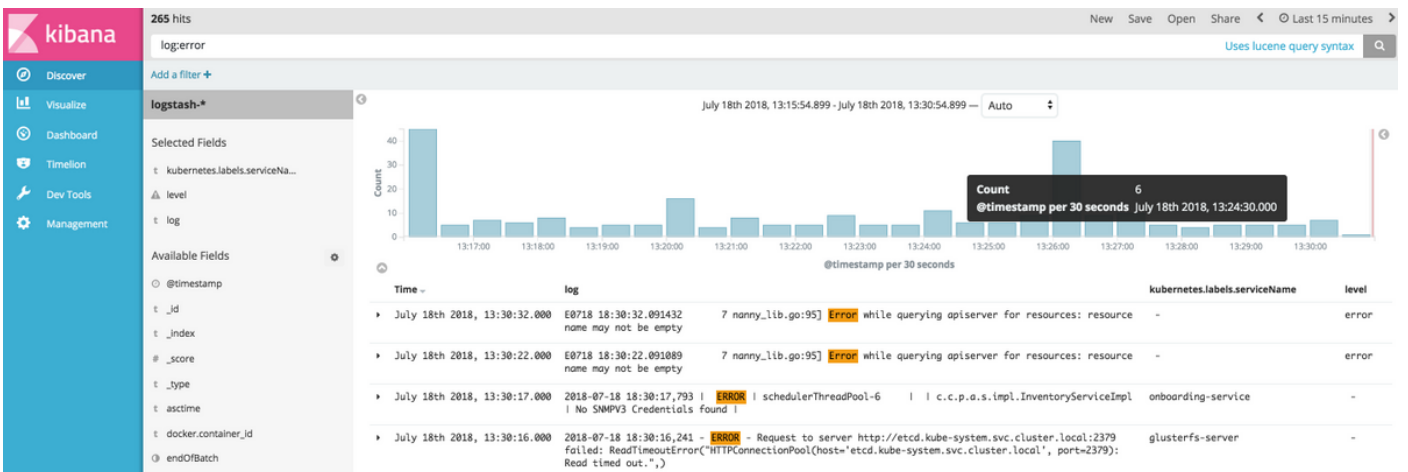 kibana
Discover
Visualize
Dashboard
Timelion
Dev Tools
Management
265 hits
New Save Open Share Last 15 minutes
log:error
Uses lucene query syntax
Add a filter +
logstash-*
Selected Fields
t kubernetes.labels.serviceNa...
level
t log
Available Fields
@timestamp
t _id
t _index
# _score
t _type
t asctime
t docker.container_id
endOfBatch
July 18th 2018, 13:15:54.899 - July 18th 2018, 13:30:54.899 — Auto
Count
40
30
20
10
0
13:17:00 13:18:00 13:19:00 13:20:00 13:21:00 13:22:00 13:23:00 13:24:00 13:25:00 13:26:00 13:27:00 13:28:00 13:29:00 13:30:00
@timestamp per 30 seconds
Count 6
@timestamp per 30 seconds July 18th 2018, 13:24:30.000
Time log kubernetes.labels.serviceName level
July 18th 2018, 13:30:32.000 E0718 18:30:32.091432 7 nanny_lib.go:95] Error while querying apiserver for resources: resource - error
name may not be empty
July 18th 2018, 13:30:22.000 E0718 18:30:22.091089 7 nanny_lib.go:95] Error while querying apiserver for resources: resource - error
name may not be empty
July 18th 2018, 13:30:17.000 2018-07-18 18:30:17,793 | ERROR | schedulerThreadPool-6 | | c.c.p.a.s.impl.InventoryServiceImpl onboarding-service -
| No SNMPV3 Credentials found |
July 18th 2018, 13:30:16.000 2018-07-18 18:30:16,241 - ERROR - Request to server http://etcd.kube-system.svc.cluster.local:2379 glusterfs-server -
failed: ReadTimeoutError("HTTPConnectionPool(host='etcd.kube-system.svc.cluster.local', port=2379):
Read timed out.",)